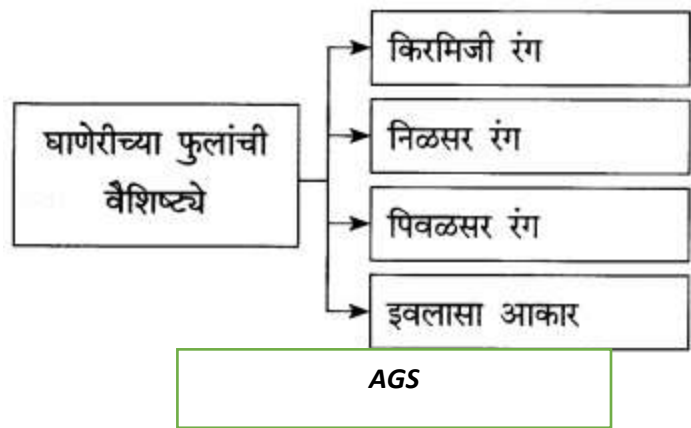 घाणेरीच्या फुलांची
वैशिष्ट्ये
किरमिजी रंग
निळसर रंग
पिवळसर रंग
इवलासा आकार
AGS